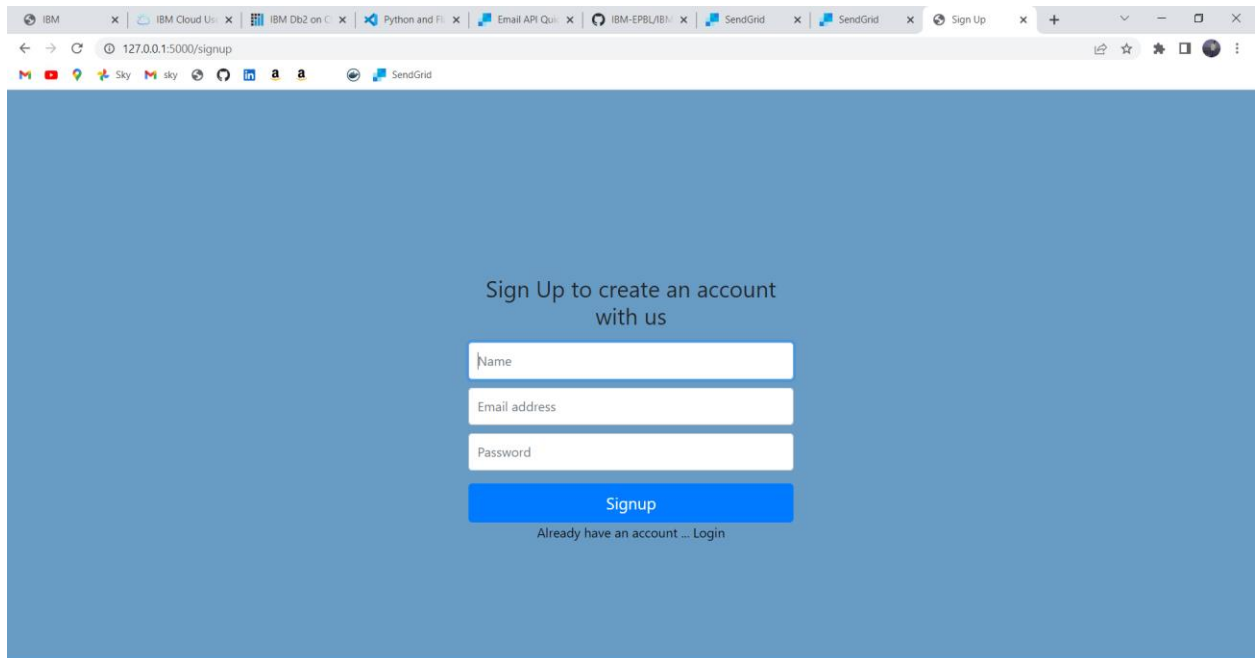 IBM
IBM Cloud Us
IBM Db2 on C
Python and Fl
Email API Quic
IBM-EPBL/IBM
SendGrid
SendGrid
Sign Up
127.0.0.1:5000/signup
Sky
sky
SendGrid
Sign Up to create an account
with us
Name
Email address
Password
Signup
Already have an account ... Login